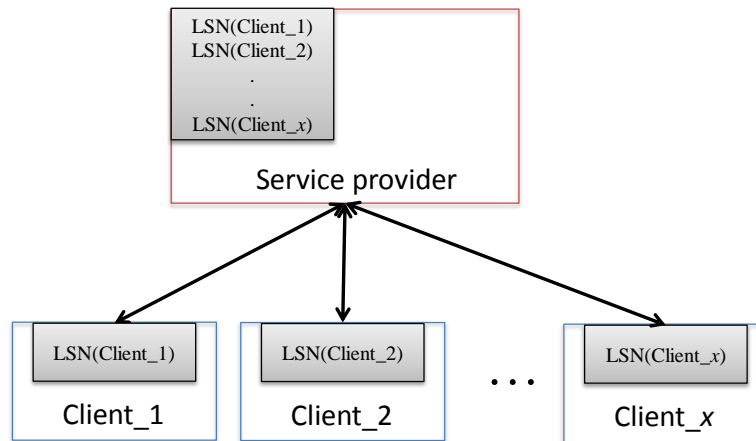 LSN(Client_1)
LSN(Client_2)
.
.
LSN(Client_x)
Service provider
LSN(Client_1)
LSN(Client_2)
LSN(Client_x)
...
Client_1
Client_2
Client_x